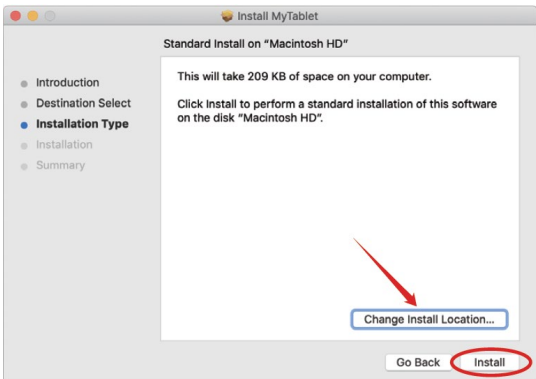 Install MyTablet
Standard Install on “Macintosh HD”
Introduction
Destination Select
Installation Type
Installation
Summary
This will take 209 KB of space on your computer.
Click Install to perform a standard installation of this software
on the disk “Macintosh HD”.
Change Install Location...
Go Back
Install